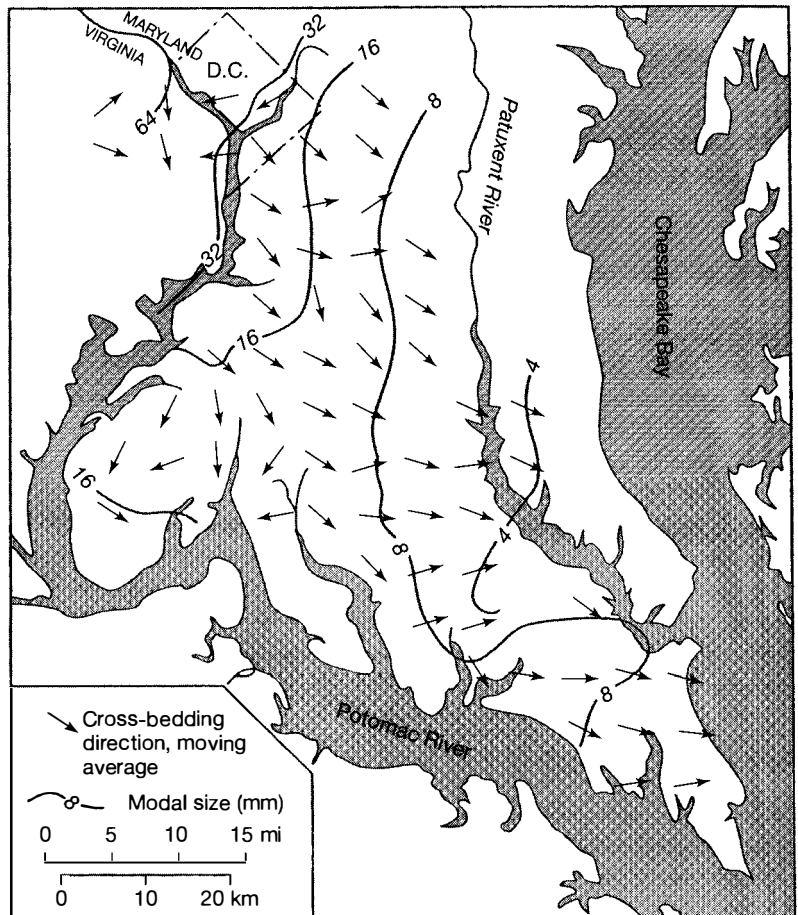 MARYLAND
VIRGINIA
D.C.
32
16
8
64
Patuxent River
32
Chesapeake Bay
16
4
16
4
8
8
Potomac River
Cross-bedding
direction, moving
average
8 Modal size (mm)
0 5 10 15 mi
0 10 20 km